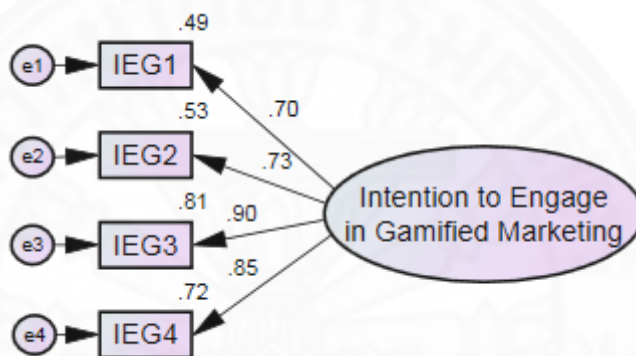 .49
e1
IEG1
.70
.53
e2
IEG2
.73
Intention to Engage
in Gamified Marketing
.81
.90
e3
IEG3
.85
.72
e4
IEG4